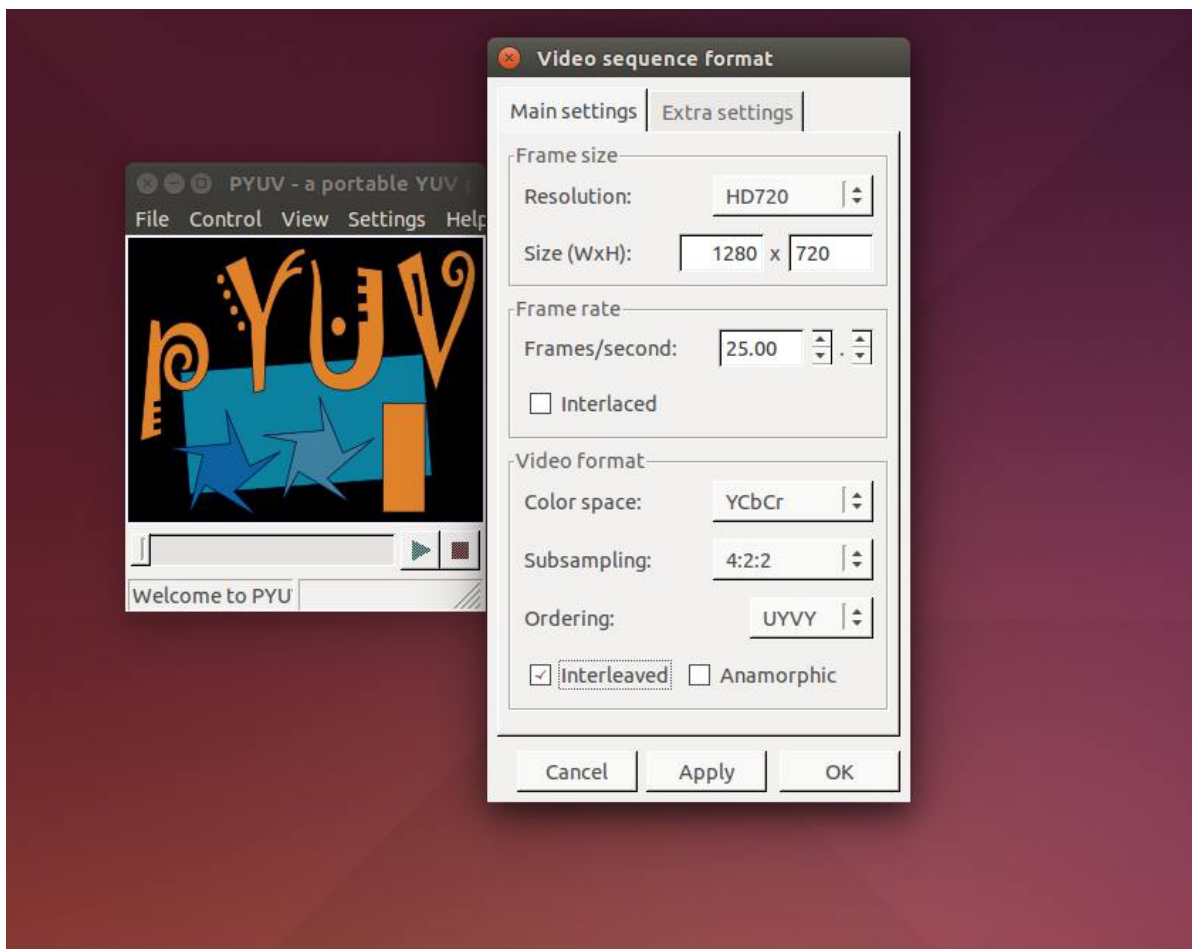 Video sequence format
Main settings
Extra settings
Frame size
Resolution: HD720
Size (WxH): 1280 x 720
Frame rate
Frames/second: 25.00 .
Interlaced
Video format
Color space: YCbCr
Subsampling: 4:2:2
Ordering: UYVY
Interleaved
Anamorphic
Cancel Apply OK
PYUV - a portable YUV
File Control View Settings Help
pYUV
Welcome to PYU